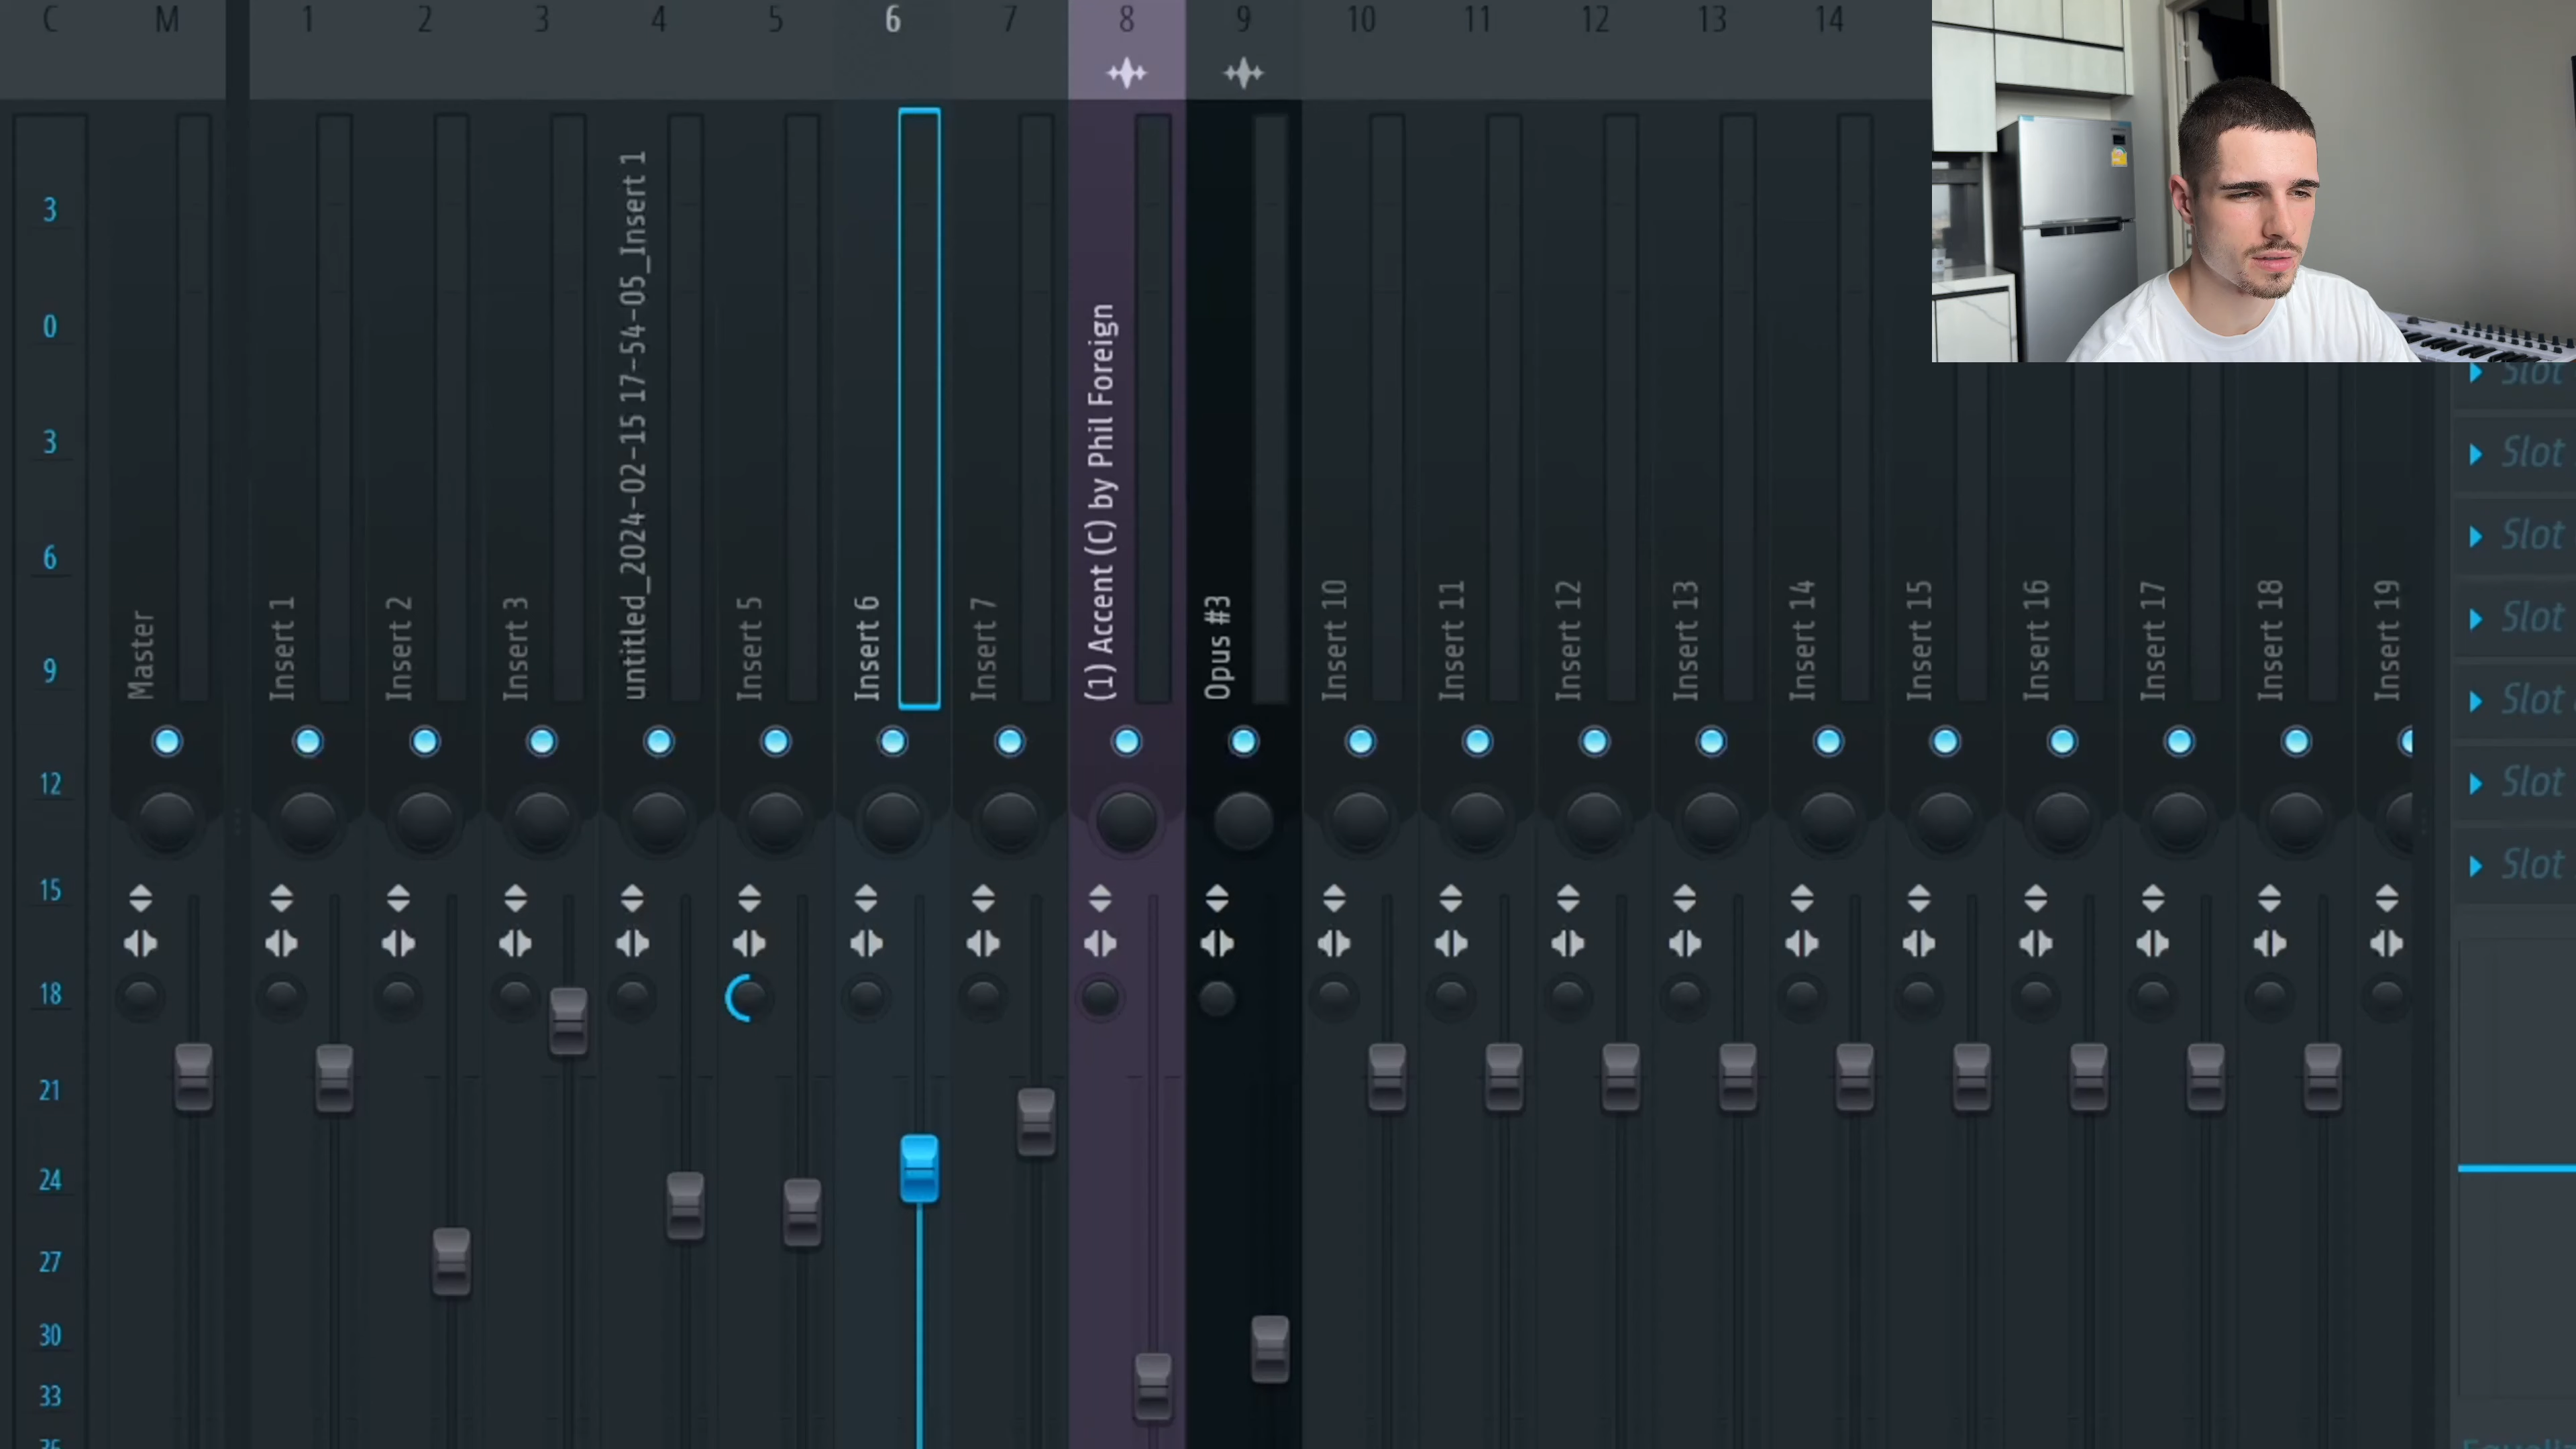 C M 1 2 3 4 5 6 7 8 9 10 11 12 13 14
3
0
3
6
9
12
15
18
21
24
27
30
33
Master
Insert 1
Insert 2
Insert 3
untitled_2024-02-15 17-54-05_Insert 1
Insert 5
Insert 6
Insert 7
(1) Accent (C) by Phil Foreign
Opus #3
Insert 10
Insert 11
Insert 12
Insert 13
Insert 14
Insert 15
Insert 16
Insert 17
Insert 18
Insert 19
Slot
Slot
Slot
Slot
Slot
Slot
Slot